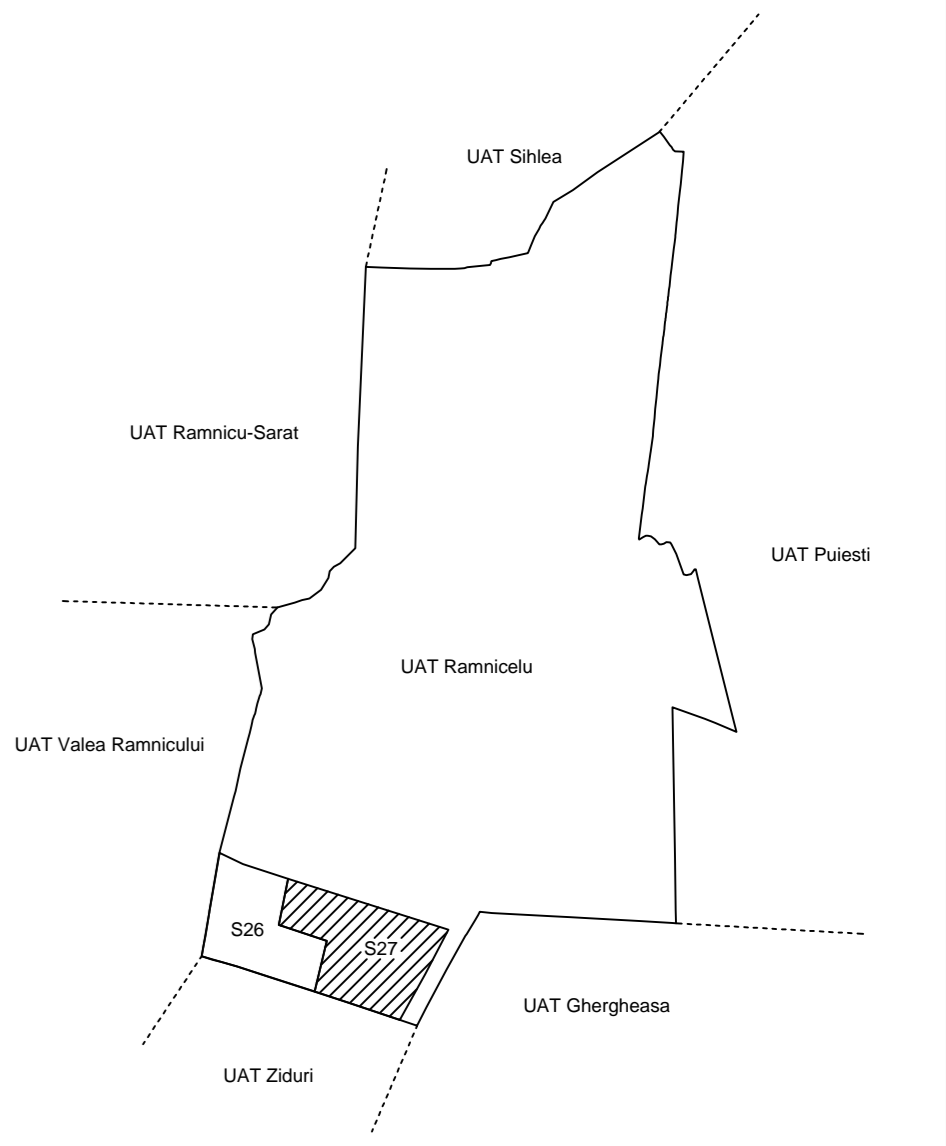 UAT Sihlea
UAT Ramnicu-Sarat
UAT Puiesti
UAT Ramnicelu
UAT Valea Ramnicului
S26
S27
UAT Ghergheasa
UAT Ziduri